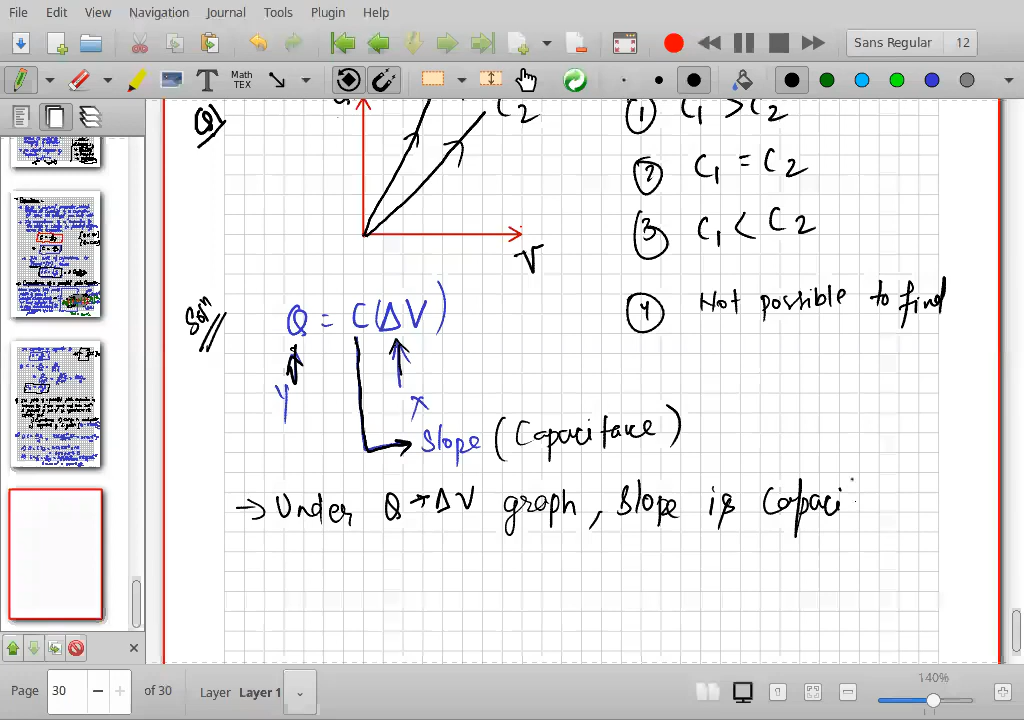 File Edit View Navigation Journal Tools Plugin Help
Sans Regular 12
Math TEX
Q)
C2
① C1 > C2
② C1 = C2
③ C1 < C2
V
④ Not possible to find
Solⁿ
Q = C(ΔV)
Y
X
Slope (Capacitance)
→ Under Q → ΔV graph, Slope is Capaci
Page 30 of 30 Layer Layer 1 140%